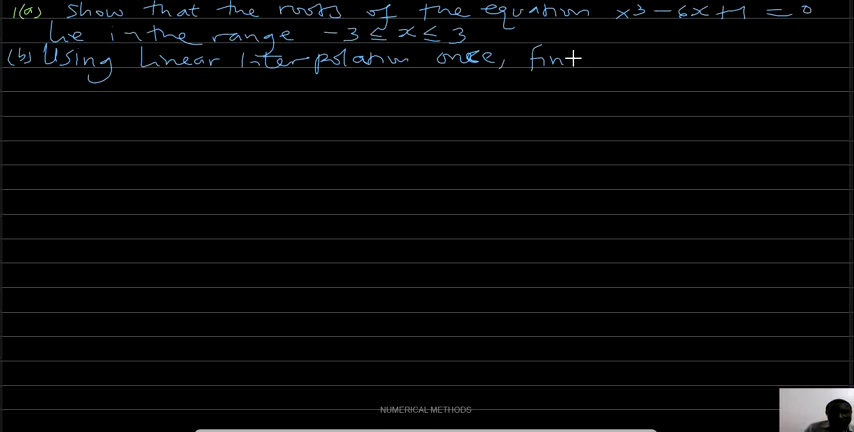 1(a) Show that the roots of the equation x3 - 6x + 1 = 0
lie in the range -3 ≤ x ≤ 3
(b) Using linear interpolation once, fin
NUMERICAL METHODS